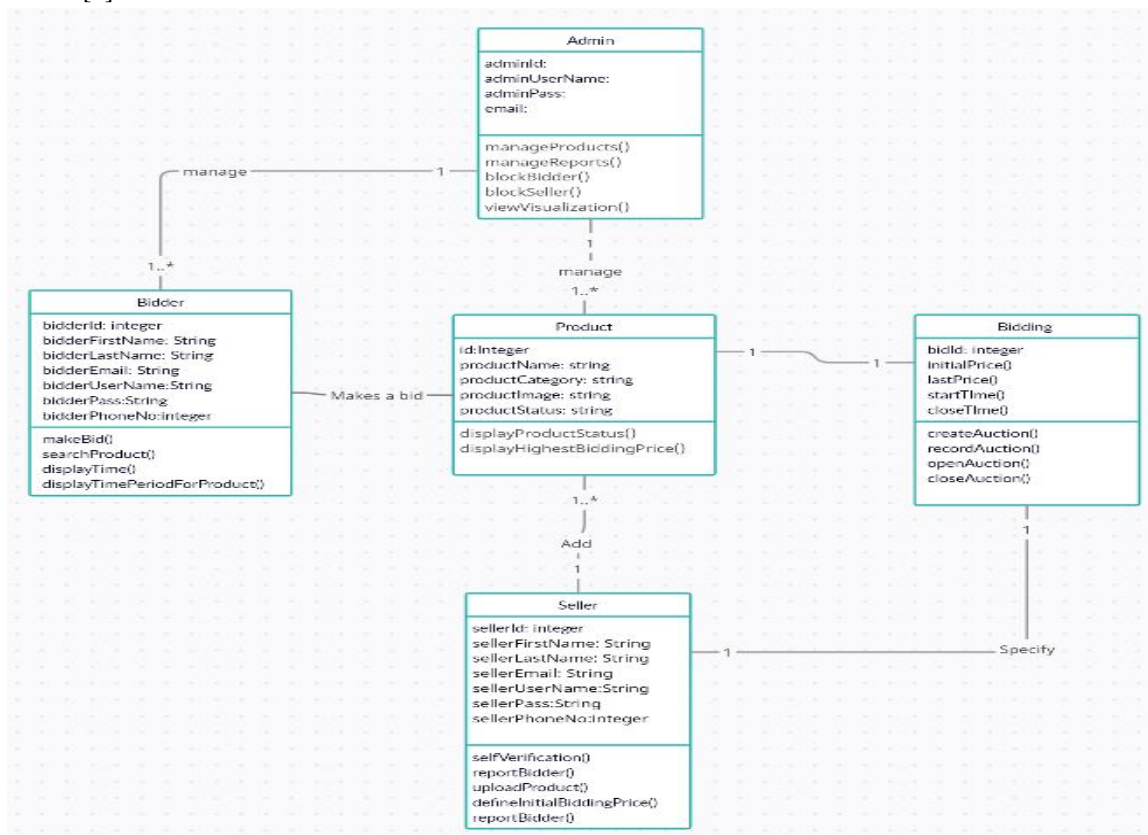 Admin
adminId:
adminUserName:
adminPass:
email:
manageProducts()
manageReports()
blockBidder()
blockSeller()
viewVisualization()
manage
1
1..*
1
manage
1..*
Bidder
bidderId: integer
bidderFirstName: String
bidderLastName: String
bidderEmail: String
bidderUserName:String
bidderPass:String
bidderPhoneNo:integer
makeBid()
searchProduct()
displayTime()
displayTimePeriodForProduct()
Makes a bid
Product
id:Integer
productName: string
productCategory: string
productImage: string
productStatus: string
displayProductStatus()
displayHighestBiddingPrice()
1
1
Bidding
bidId: integer
initialPrice()
lastPrice()
startTIme()
closeTIme()
createAuction()
recordAuction()
openAuction()
closeAuction()
1..*
Add
1
Seller
sellerId: integer
sellerFirstName: String
sellerLastName: String
sellerEmail: String
sellerUserName:String
sellerPass:String
sellerPhoneNo:integer
selfVerification()
reportBidder()
uploadProduct()
defineInitialBiddingPrice()
reportBidder()
1
Specify
1